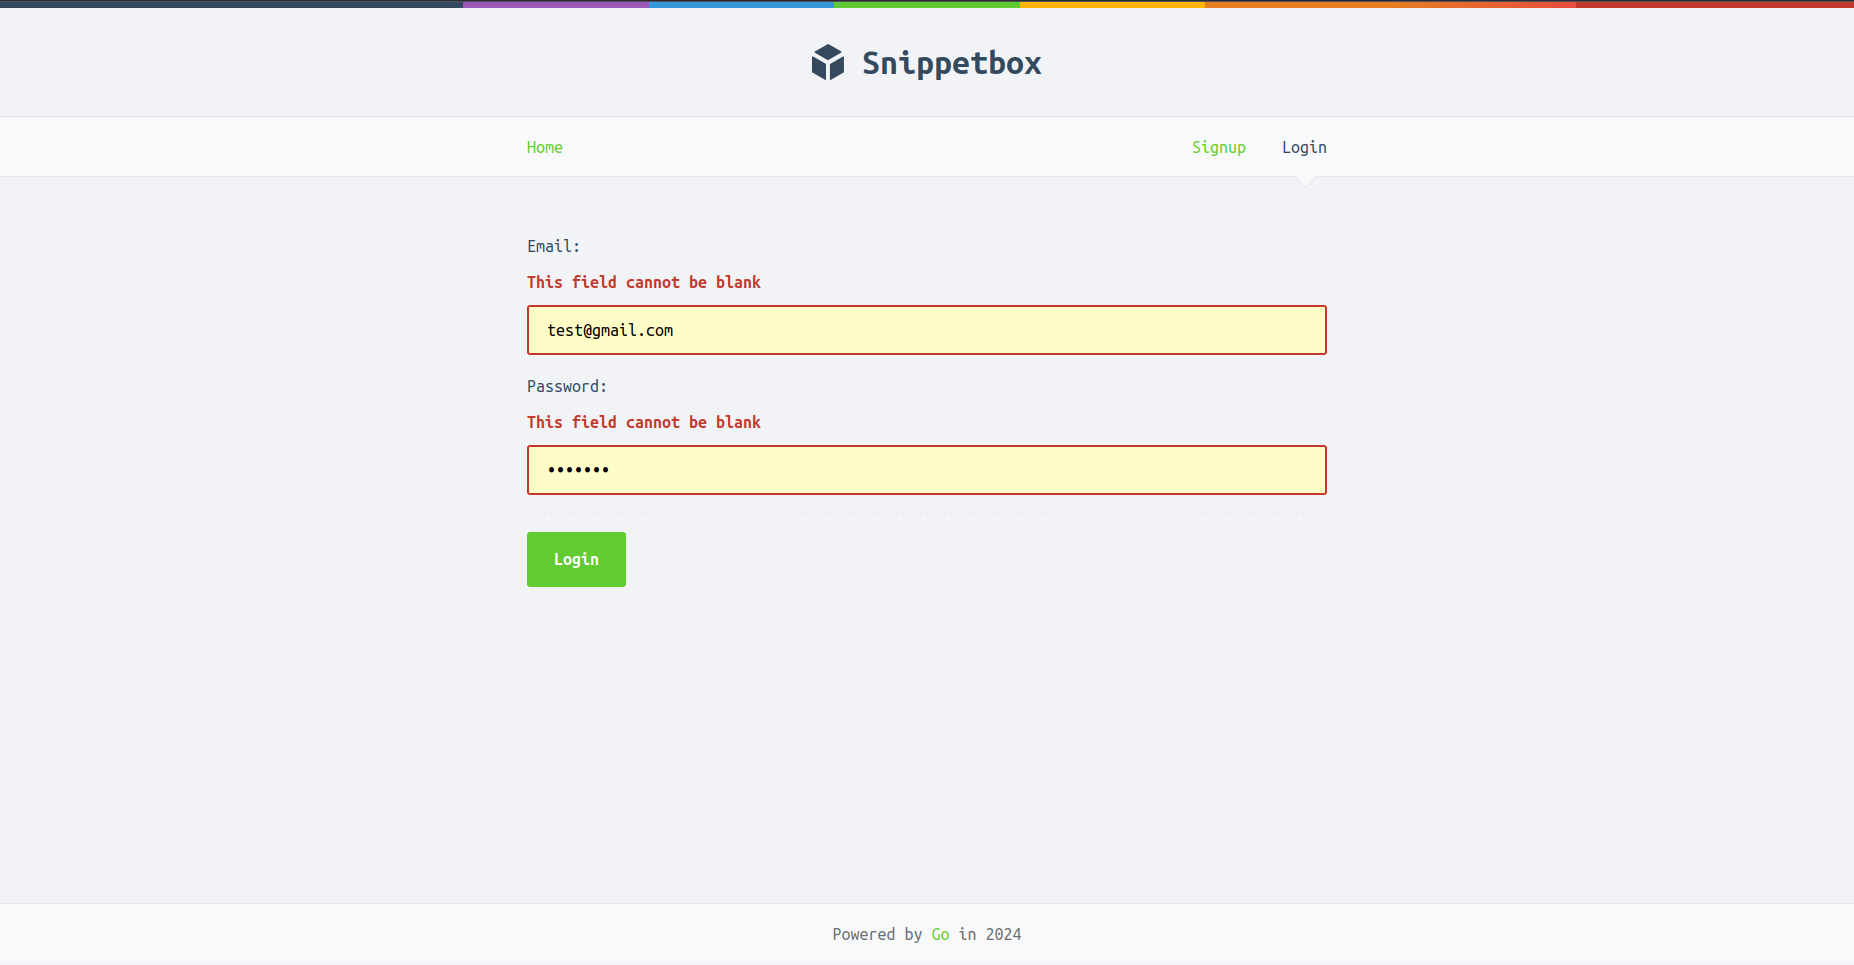 Snippetbox
Home Signup Login
Email:
This field cannot be blank
test@gmail.com
Password:
This field cannot be blank
•••••••
Login
Powered by Go in 2024